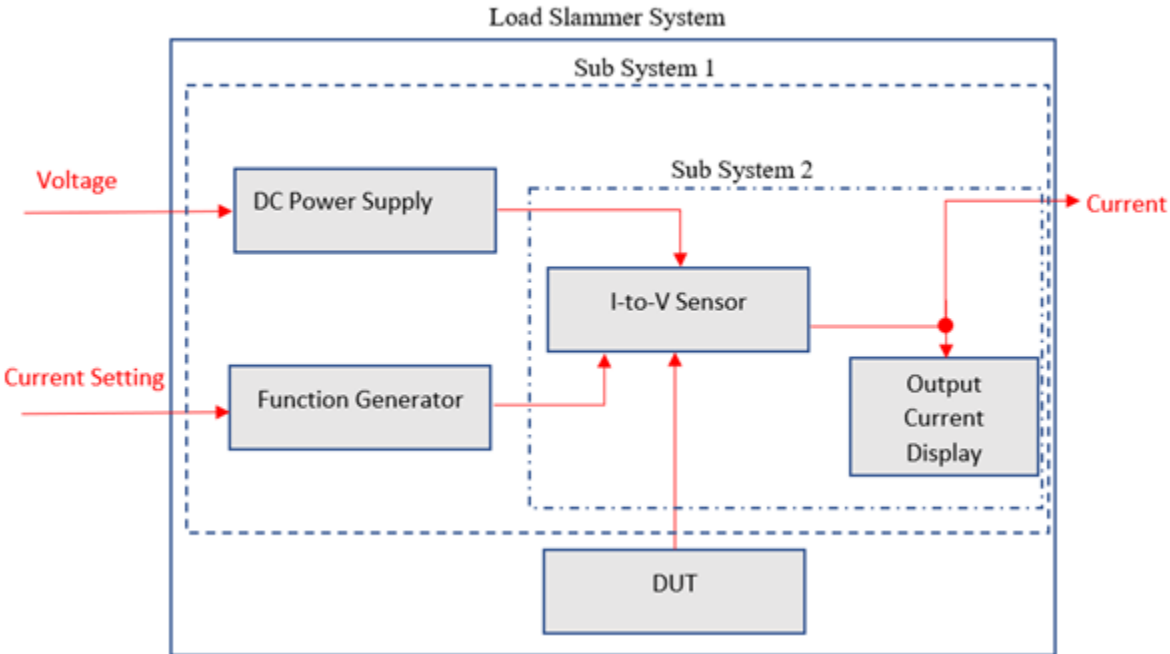 Load Slammer System
Sub System 1
Sub System 2
Voltage
DC Power Supply
Current
I-to-V Sensor
Current Setting
Function Generator
Output
Current
Display
DUT